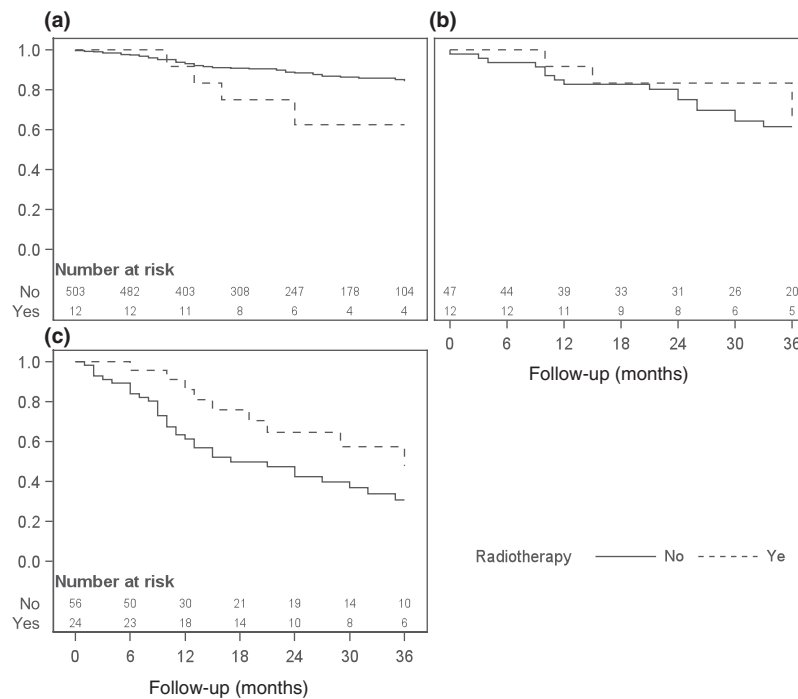 (a)
1.0
0.8
0.6
0.4
0.2
0.0
Number at risk
No 503 482 403 308 247 178 104
Yes 12 12 11 8 6 4 4
(b)
47 44 39 33 31 26 20
12 12 11 9 8 6 5
0 6 12 18 24 30 36
Follow-up (months)
(c)
1.0
0.8
0.6
0.4
0.2
0.0
Number at risk
No 56 50 30 21 19 14 10
Yes 24 23 18 14 10 8 6
0 6 12 18 24 30 36
Follow-up (months)
Radiotherapy No Ye